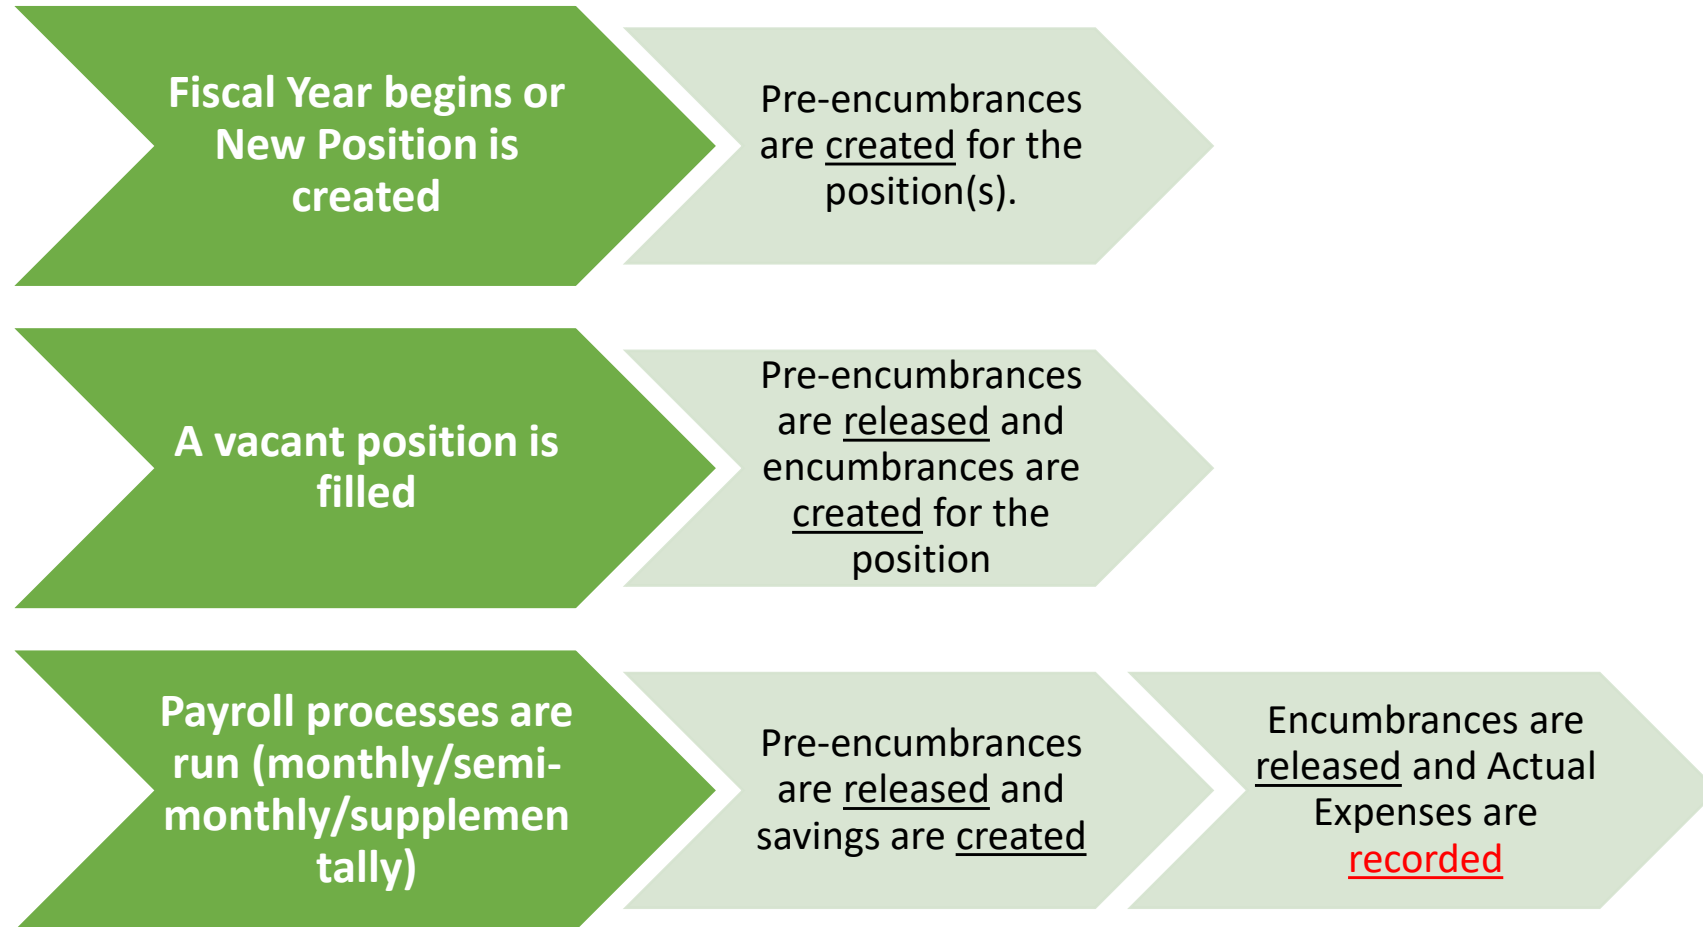 Fiscal Year begins or
New Position is
created
Pre-encumbrances
are created for the
position(s).
A vacant position is
filled
Pre-encumbrances
are released and
encumbrances are
created for the
position
Payroll processes are
run (monthly/semi-
monthly/supplemen
tally)
Pre-encumbrances
are released and
savings are created
Encumbrances are
released and Actual
Expenses are
recorded